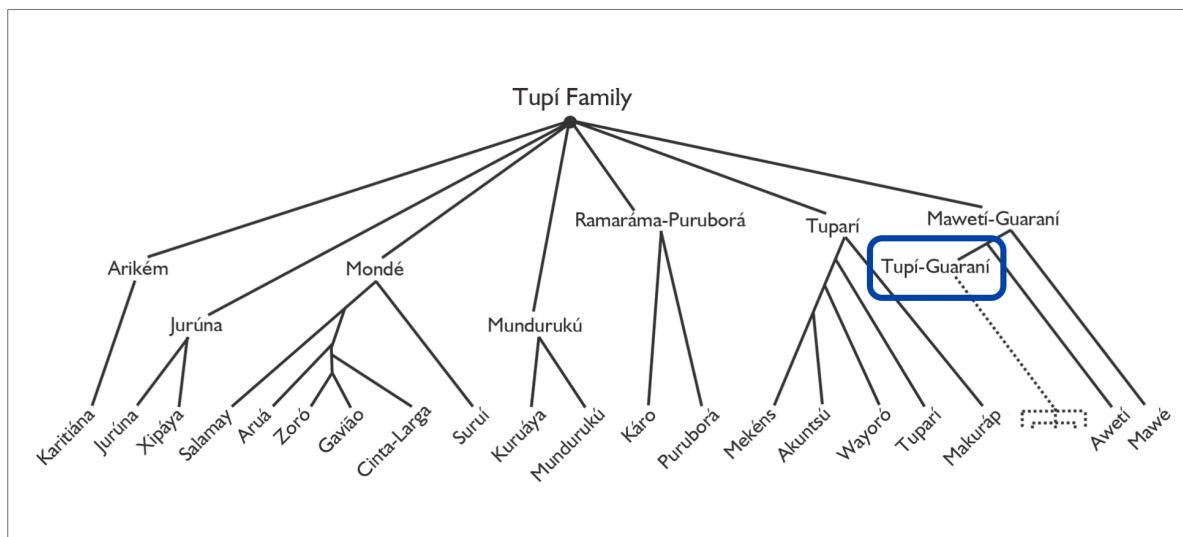 Tupí Family
Ramaráma-Puruborá
Tuparí
Mawetí-Guaraní
Arikém
Mondé
Tupí-Guaraní
Jurúna
Mundurukú
Karitiána
Jurúna
Xipáya
Salamay
Aruá
Zoró
Gavião
Cinta-Larga
Suruí
Kuruáya
Mundurukú
Káro
Puruborá
Mekéns
Akuntsú
Wayoró
Tuparí
Makuráp
Awetí
Mawé